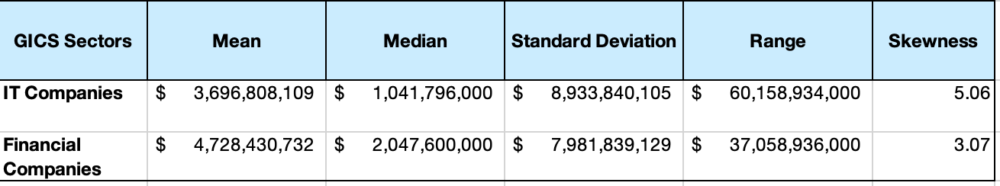 GICS Sectors Mean Median Standard Deviation Range Skewness
IT Companies $ 3,696,808,109 $ 1,041,796,000 $ 8,933,840,105 $ 60,158,934,000 5.06
Financial $ 4,728,430,732 $ 2,047,600,000 $ 7,981,839,129 $ 37,058,936,000 3.07
Companies